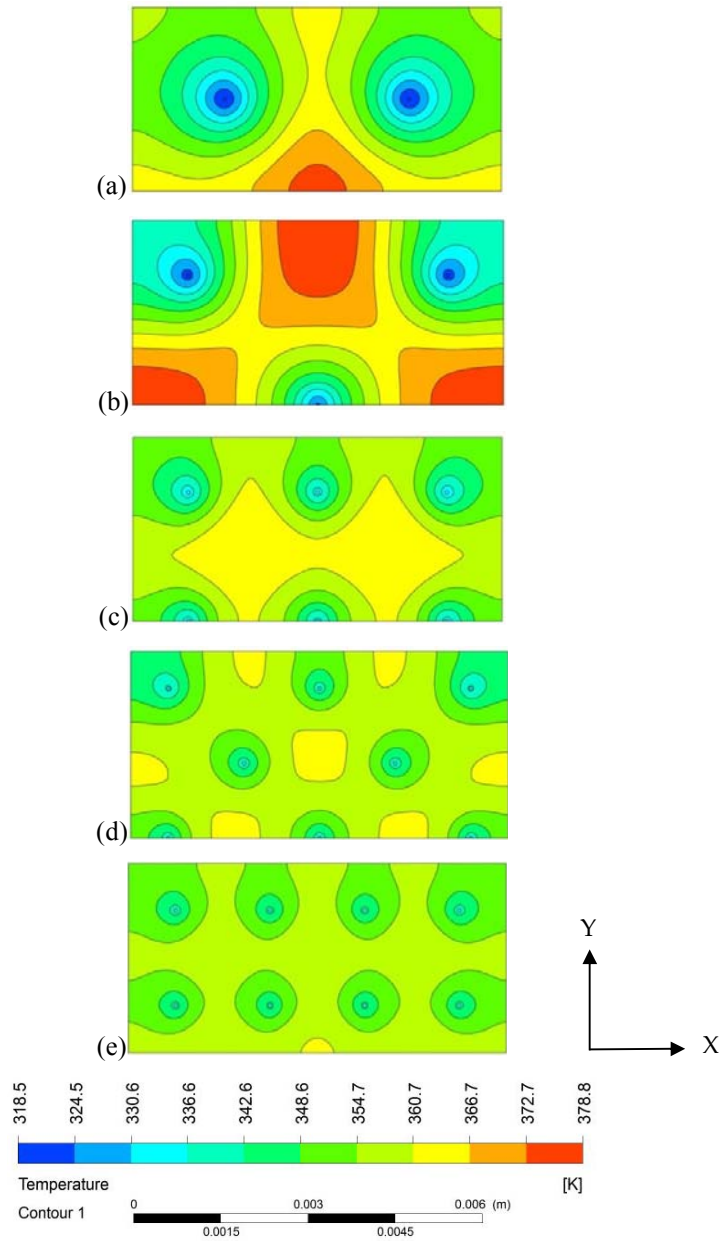 (a)
(b)
(c)
(d)
(e)
Y
X
318.5 324.5 330.6 336.6 342.6 348.6 354.7 360.7 366.7 372.7 378.8
Temperature [K]
Contour 1
0 0.003 0.006 (m)
0.0015 0.0045